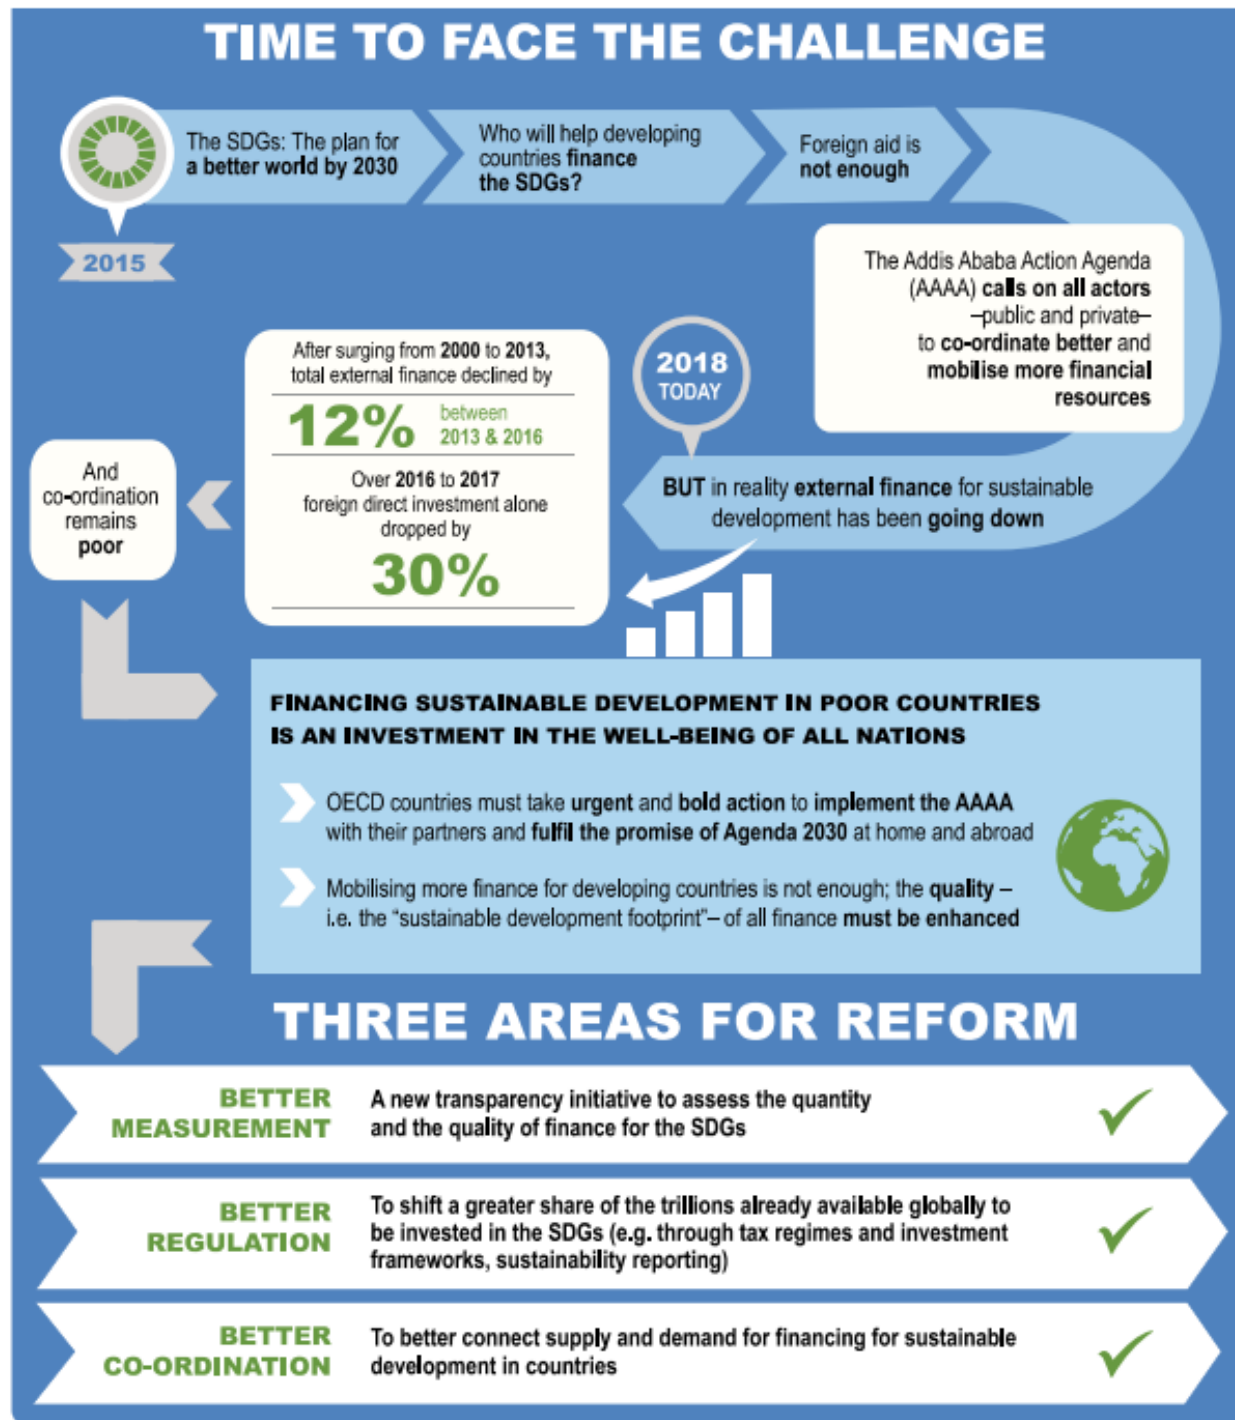 TIME TO FACE THE CHALLENGE
The SDGs: The plan for
a better world by 2030
Who will help developing
countries finance
the SDGs?
Foreign aid is
not enough
2015
The Addis Ababa Action Agenda
(AAAA) calls on all actors
–public and private–
to co-ordinate better and
mobilise more financial
resources
2018
TODAY
BUT in reality external finance for sustainable
development has been going down
After surging from 2000 to 2013,
total external finance declined by
12% between
2013 & 2016
Over 2016 to 2017
foreign direct investment alone
dropped by
30%
And
co-ordination
remains
poor
FINANCING SUSTAINABLE DEVELOPMENT IN POOR COUNTRIES
IS AN INVESTMENT IN THE WELL-BEING OF ALL NATIONS
OECD countries must take urgent and bold action to implement the AAAA
with their partners and fulfil the promise of Agenda 2030 at home and abroad
Mobilising more finance for developing countries is not enough; the quality –
i.e. the “sustainable development footprint”– of all finance must be enhanced
THREE AREAS FOR REFORM
BETTER
MEASUREMENT
A new transparency initiative to assess the quantity
and the quality of finance for the SDGs
BETTER
REGULATION
To shift a greater share of the trillions already available globally to
be invested in the SDGs (e.g. through tax regimes and investment
frameworks, sustainability reporting)
BETTER
CO-ORDINATION
To better connect supply and demand for financing for sustainable
development in countries